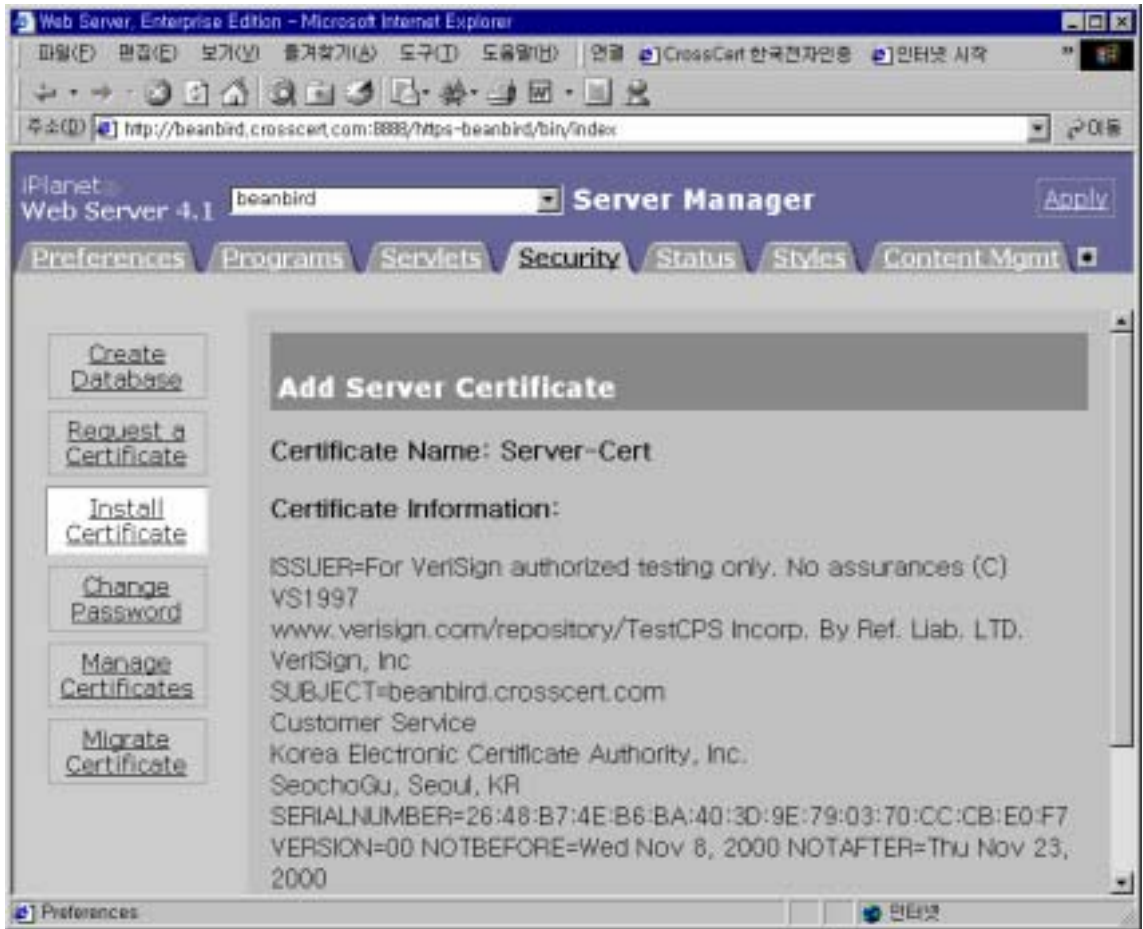 Web Server, Enterprise Edition - Microsoft Internet Explorer
파일(F) 편집(E) 보기(V) 즐겨찾기(A) 도구(T) 도움말(H) 연결 CrossCert 한국전자인증 인터넷 시작 »
주소(D) http://beanbird.crosscert.com:8888/https-beanbird/bin/index 이동
iPlanet
Web Server 4.1 beanbird Server Manager Apply
Preferences Programs Servlets Security Status Styles Content Mgmt
Create
Database
Request a
Certificate
Install
Certificate
Change
Password
Manage
Certificates
Migrate
Certificate
Add Server Certificate
Certificate Name: Server-Cert
Certificate Information:
ISSUER=For VeriSign authorized testing only. No assurances (C)
VS1997
www.verisign.com/repository/TestCPS Incorp. By Ref. Liab. LTD.
VeriSign, Inc
SUBJECT=beanbird.crosscert.com
Customer Service
Korea Electronic Certificate Authority, Inc.
SeochoGu, Seoul, KR
SERIALNUMBER=26:48:B7:4E:B6:BA:40:3D:9E:79:03:70:CC:CB:E0:F7
VERSION=00 NOTBEFORE=Wed Nov 8, 2000 NOTAFTER=Thu Nov 23,
2000
Preferences 인터넷